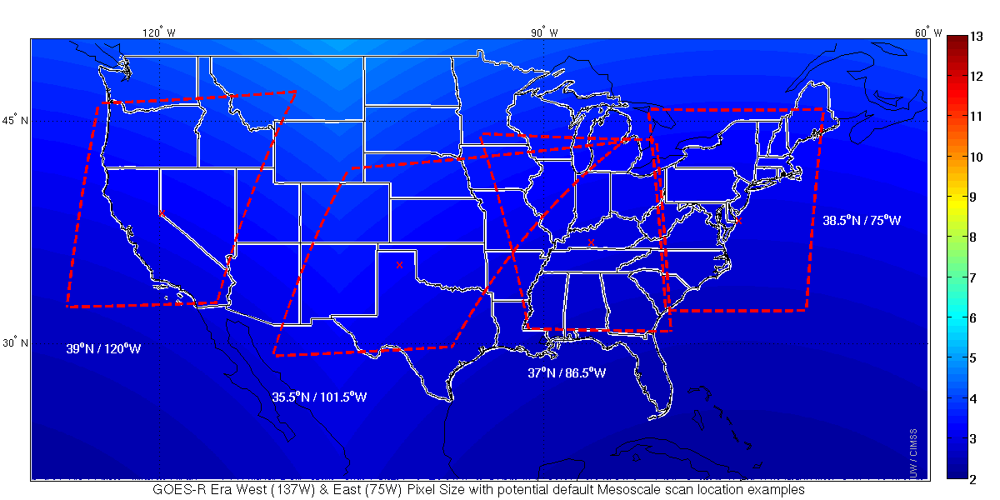 120° W
90° W
60° W
45° N
30° N
13
12
11
10
9
8
7
6
5
4
3
2
38.5°N / 75°W
39°N / 120°W
37°N / 86.5°W
35.5°N / 101.5°W
UW / CIMSS
GOES-R Era West (137W) & East (75W) Pixel Size with potential default Mesoscale scan location examples